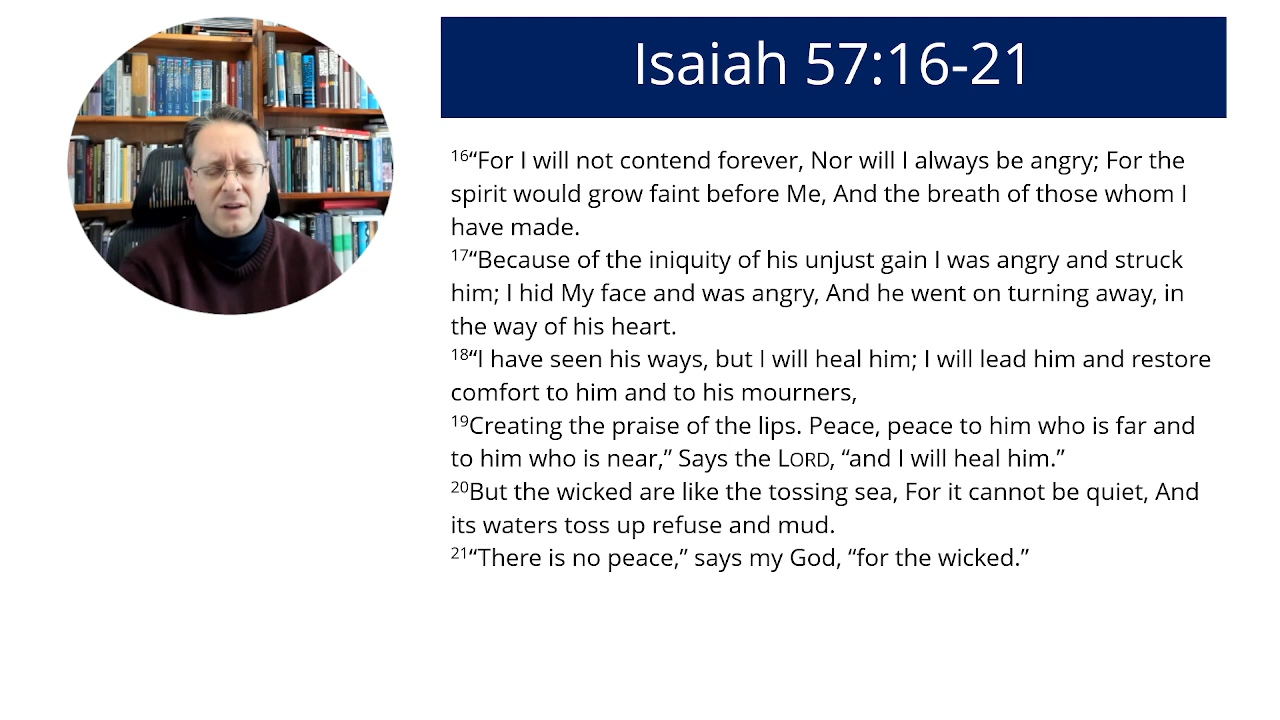 Isaiah 57:16-21
16“For I will not contend forever, Nor will I always be angry; For the
spirit would grow faint before Me, And the breath of those whom I
have made.
17“Because of the iniquity of his unjust gain I was angry and struck
him; I hid My face and was angry, And he went on turning away, in
the way of his heart.
18“I have seen his ways, but I will heal him; I will lead him and restore
comfort to him and to his mourners,
19Creating the praise of the lips. Peace, peace to him who is far and
to him who is near,” Says the LORD, “and I will heal him.”
20But the wicked are like the tossing sea, For it cannot be quiet, And
its waters toss up refuse and mud.
21“There is no peace,” says my God, “for the wicked.”